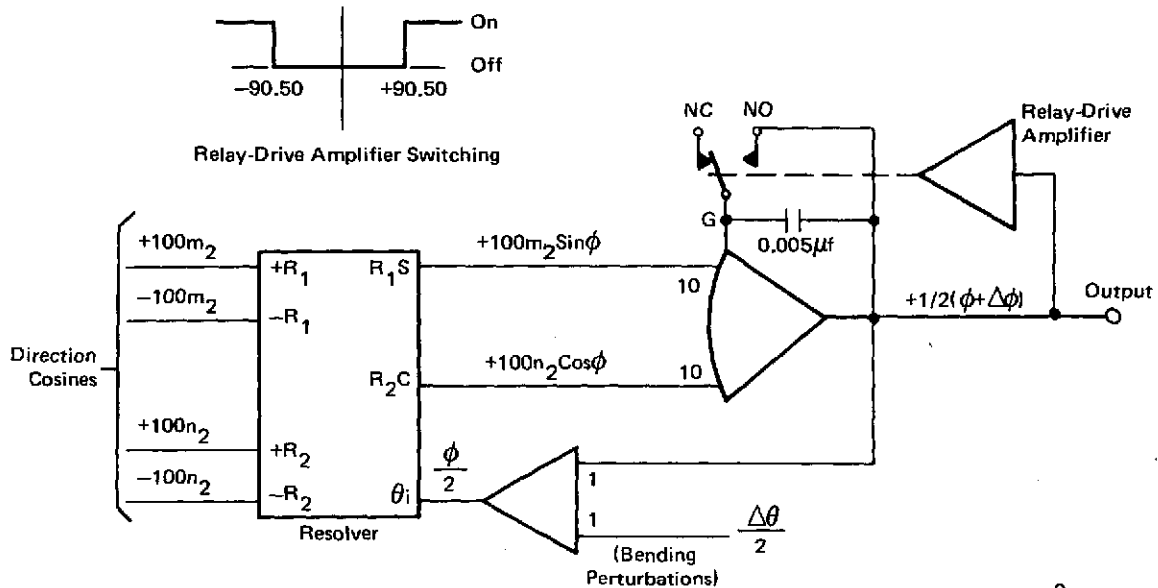 On
Off
−90.50
+90.50
Relay-Drive Amplifier Switching
NC
NO
Relay-Drive
Amplifier
G
0.005μf
+100m₂
+R₁
R₁S
+100m₂Sinϕ
10
−100m₂
−R₁
+1/2(ϕ+Δϕ)
Output
Direction
Cosines
R₂C
+100n₂Cosϕ
10
+100n₂
+R₂
ϕ/2
1
−100n₂
−R₂
θi
1
Δθ/2
Resolver
(Bending
Perturbations)